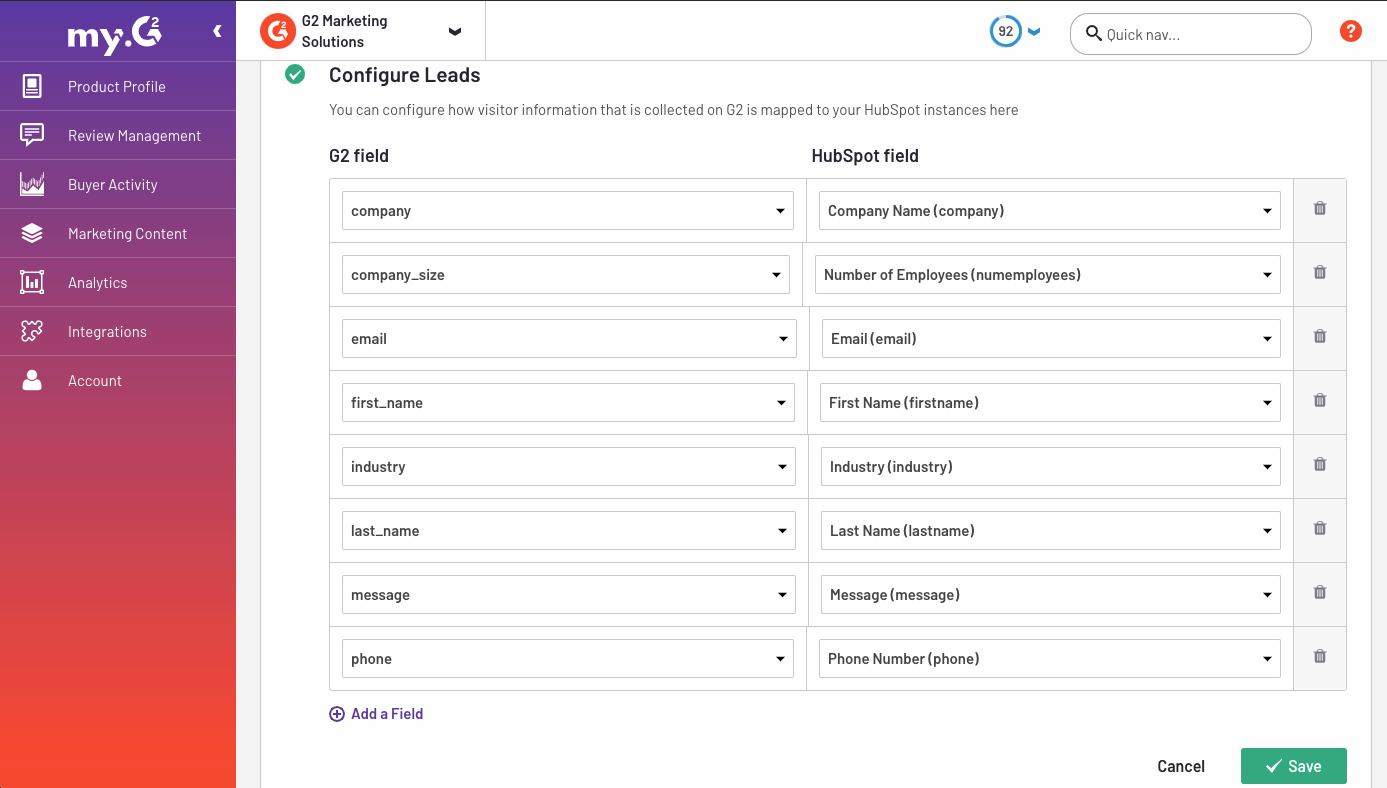 my.G2
G2 Marketing
Solutions
92
Quick nav...
?
Product Profile
Review Management
Buyer Activity
Marketing Content
Analytics
Integrations
Account
Configure Leads
You can configure how visitor information that is collected on G2 is mapped to your HubSpot instances here
G2 field HubSpot field
company Company Name (company)
company_size Number of Employees (numemployees)
email Email (email)
first_name First Name (firstname)
industry Industry (industry)
last_name Last Name (lastname)
message Message (message)
phone Phone Number (phone)
Add a Field
Cancel Save